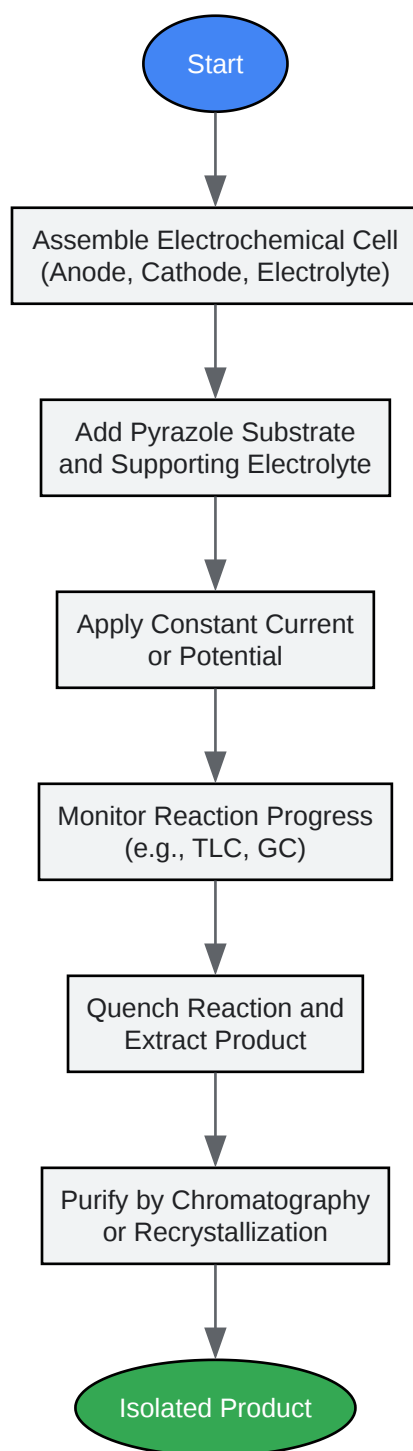 Start
Assemble Electrochemical Cell
(Anode, Cathode, Electrolyte)
Add Pyrazole Substrate
and Supporting Electrolyte
Apply Constant Current
or Potential
Monitor Reaction Progress
(e.g., TLC, GC)
Quench Reaction and
Extract Product
Purify by Chromatography
or Recrystallization
Isolated Product